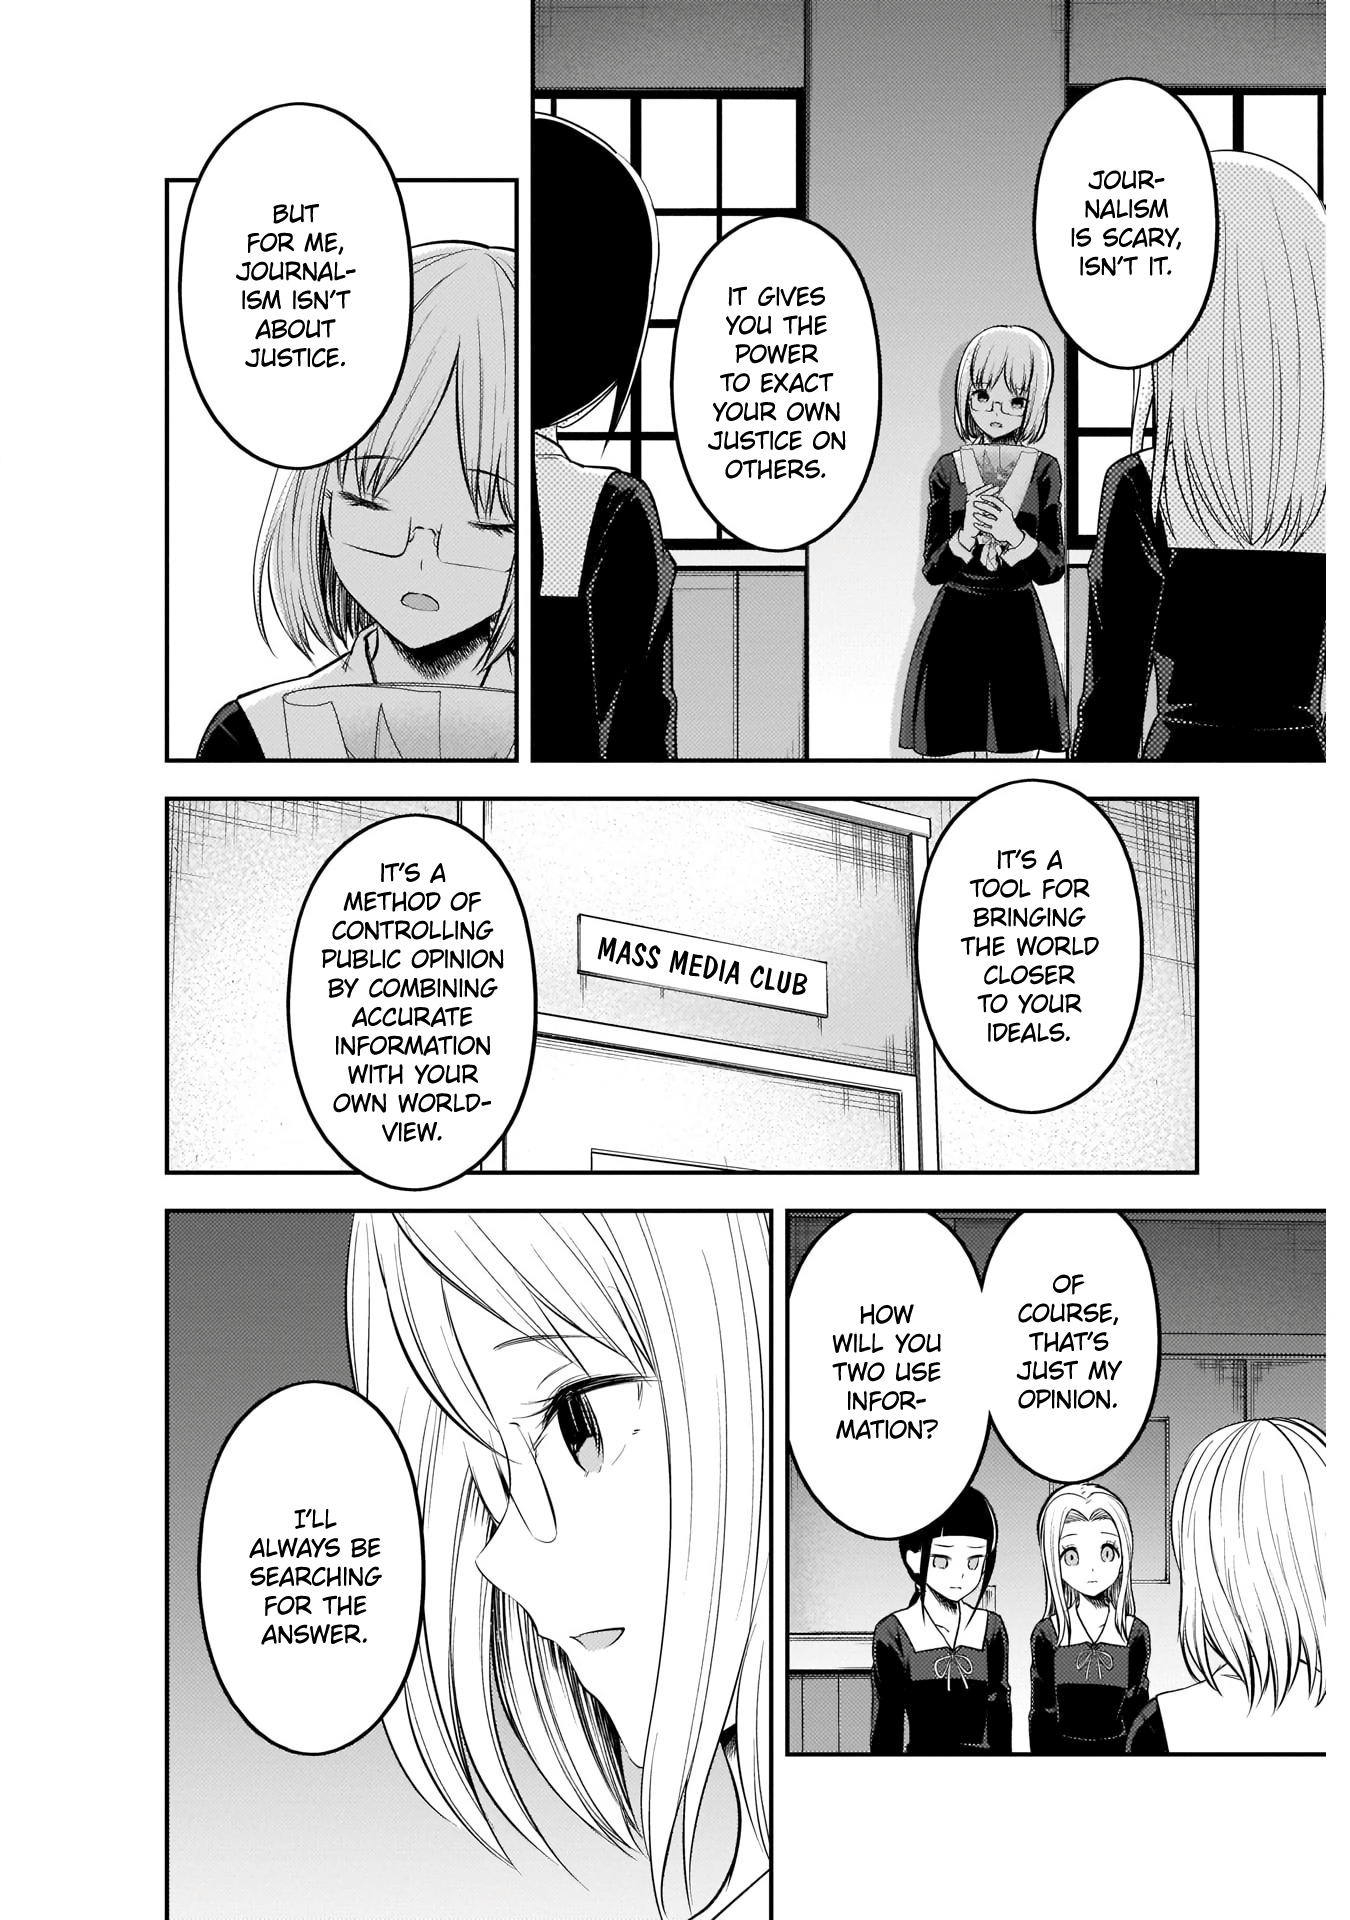 JOUR-
NALISM
IS SCARY,
ISN'T IT.
IT GIVES
YOU THE
POWER
TO EXACT
YOUR OWN
JUSTICE ON
OTHERS.
BUT
FOR ME,
JOURNAL-
ISM ISN'T
ABOUT
JUSTICE.
IT'S A
TOOL FOR
BRINGING
THE WORLD
CLOSER
TO YOUR
IDEALS.
MASS MEDIA CLUB
IT'S A
METHOD OF
CONTROLLING
PUBLIC OPINION
BY COMBINING
ACCURATE
INFORMATION
WITH YOUR
OWN WORLD-
VIEW.
OF
COURSE,
THAT'S
JUST MY
OPINION.
HOW
WILL YOU
TWO USE
INFOR-
MATION?
I'LL
ALWAYS BE
SEARCHING
FOR THE
ANSWER.